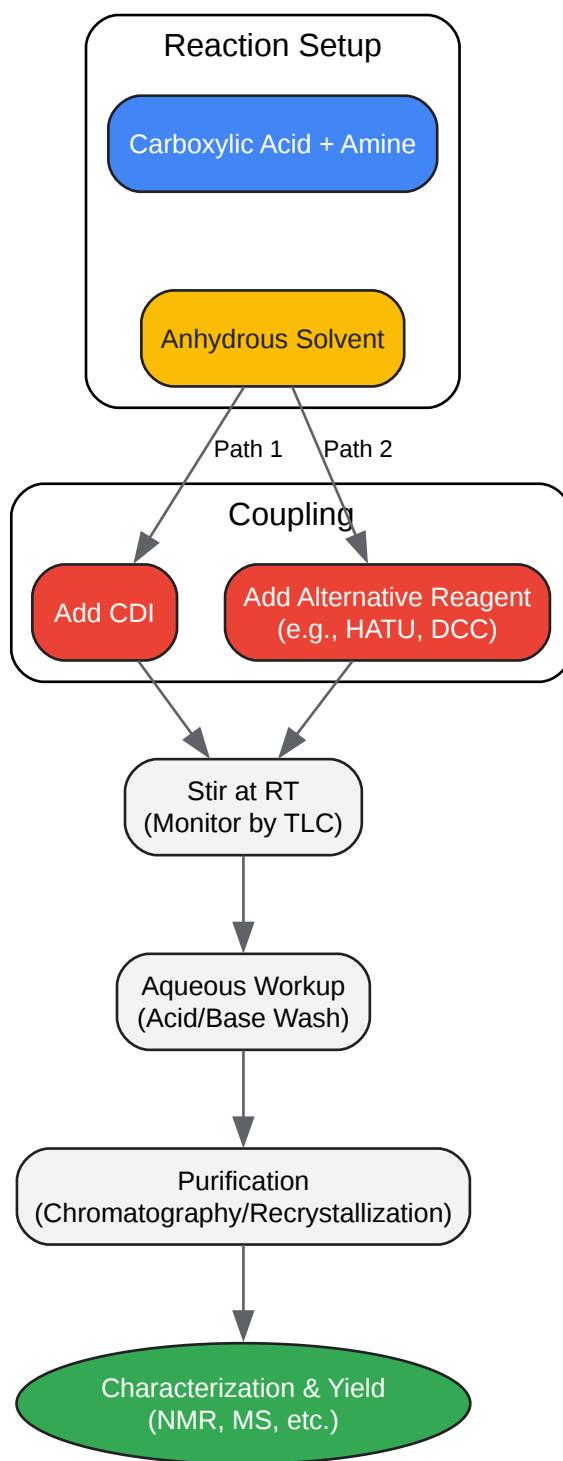 Reaction Setup
Carboxylic Acid + Amine
Anhydrous Solvent
Path 1
Path 2
Coupling
Add CDI
Add Alternative Reagent
(e.g., HATU, DCC)
Stir at RT
(Monitor by TLC)
Aqueous Workup
(Acid/Base Wash)
Purification
(Chromatography/Recrystallization)
Characterization & Yield
(NMR, MS, etc.)